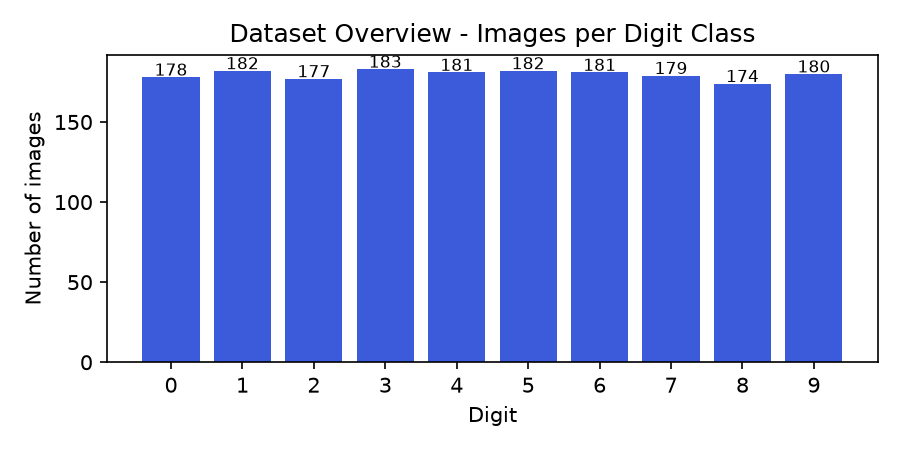 Dataset Overview - Images per Digit Class
178 182 177 183 181 182 181 179 174 180
Number of images
150
100
50
0
0 1 2 3 4 5 6 7 8 9
Digit